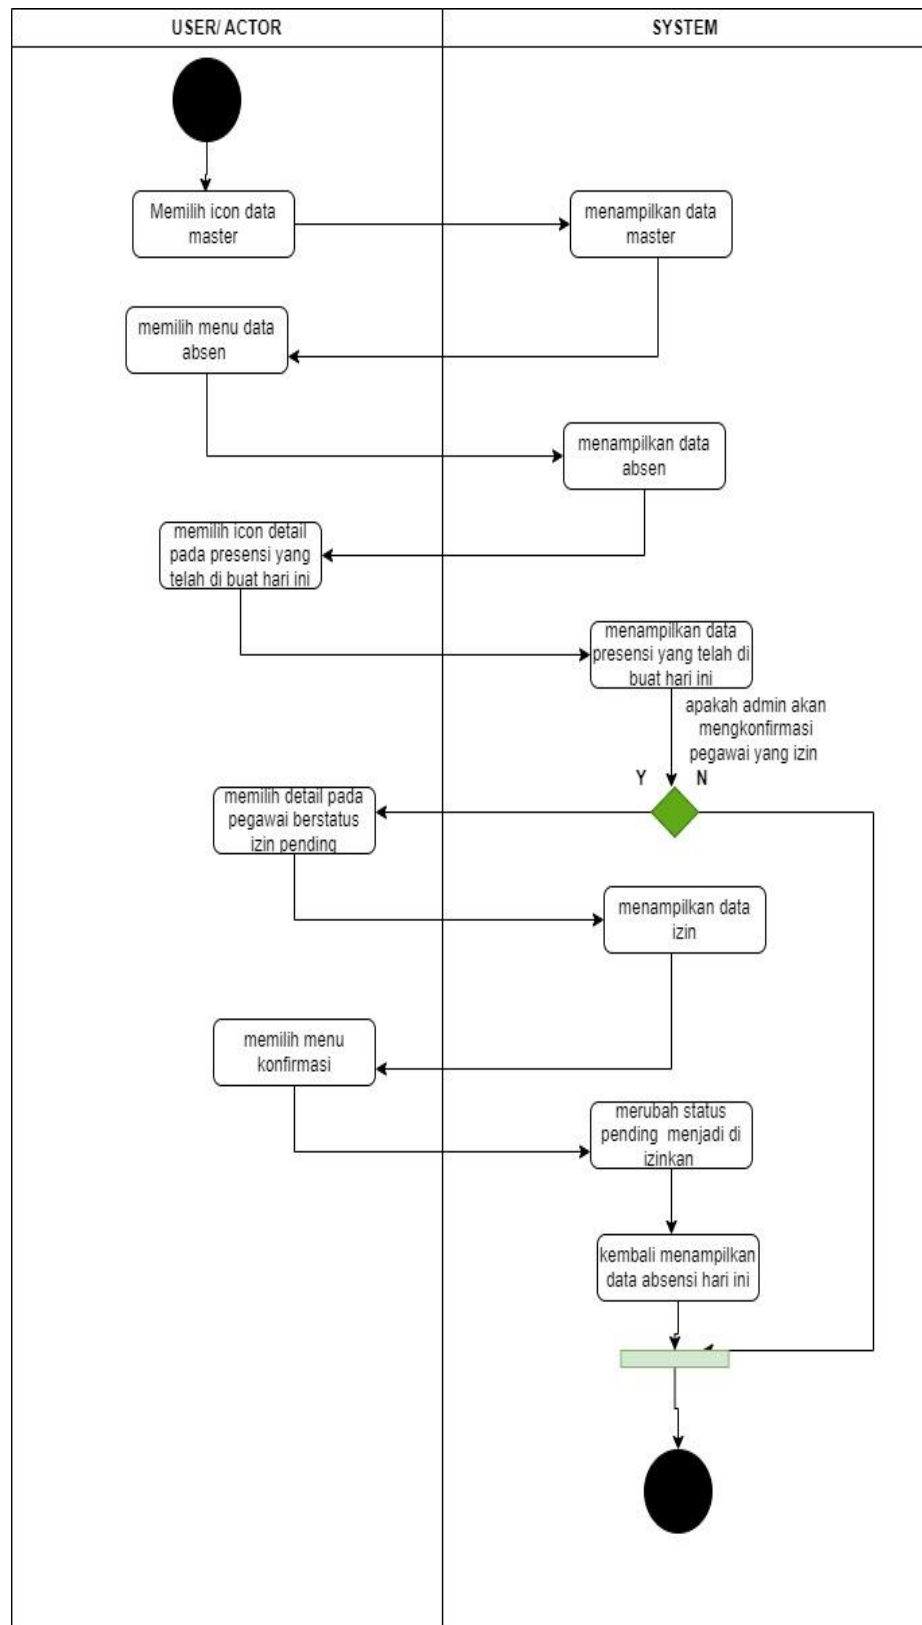 USER/ ACTOR
SYSTEM
Memilih icon data
master
menampilkan data
master
memilih menu data
absen
menampilkan data
absen
memilih icon detail
pada presensi yang
telah di buat hari ini
menampilkan data
presensi yang telah di
buat hari ini
apakah admin akan
mengkonfirmasi
pegawai yang izin
Y
N
memilih detail pada
pegawai berstatus
izin pending
menampilkan data
izin
memilih menu
konfirmasi
merubah status
pending menjadi di
izinkan
kembali menampilkan
data absensi hari ini